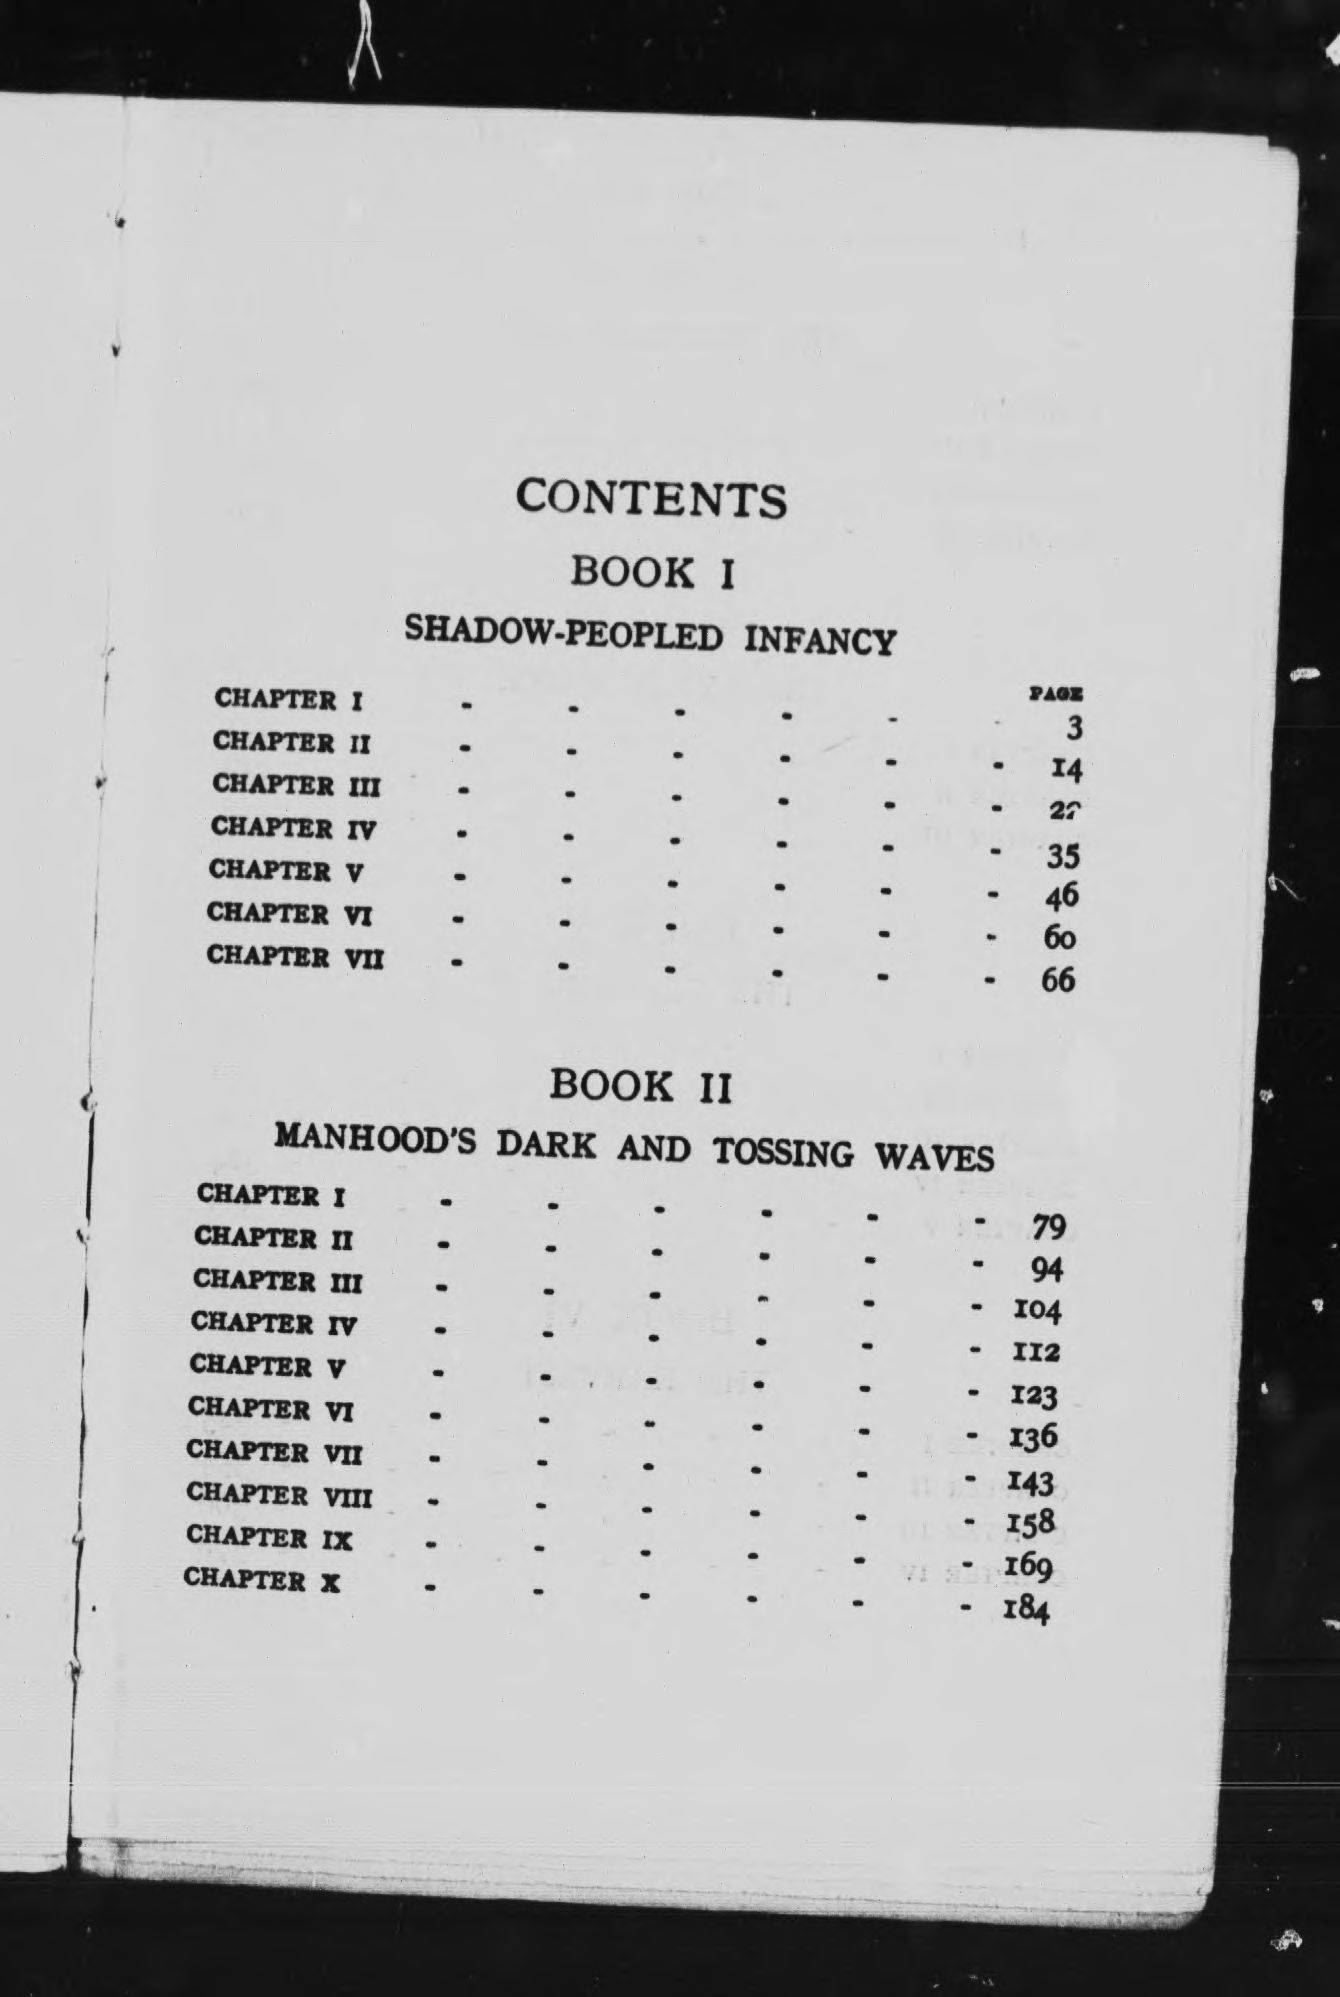 CONTENTS
BOOK I
SHADOW-PEOPLED INFANCY
PAGE
CHAPTER I - - - - - - 3
CHAPTER II - - - - - - 14
CHAPTER III - - - - - -
CHAPTER IV - - - - - - 35
CHAPTER V - - - - - - 46
CHAPTER VI - - - - - - 60
CHAPTER VII - - - - - - 66
BOOK II
MANHOOD'S DARK AND TOSSING WAVES
CHAPTER I - - - - - - 79
CHAPTER II - - - - - - 94
CHAPTER III - - - - - - 104
CHAPTER IV - - - - - - 112
CHAPTER V - - - - - - 123
CHAPTER VI - - - - - - 136
CHAPTER VII - - - - - - 143
CHAPTER VIII - - - - - - 158
CHAPTER IX - - - - - - 169
CHAPTER X - - - - - - 184